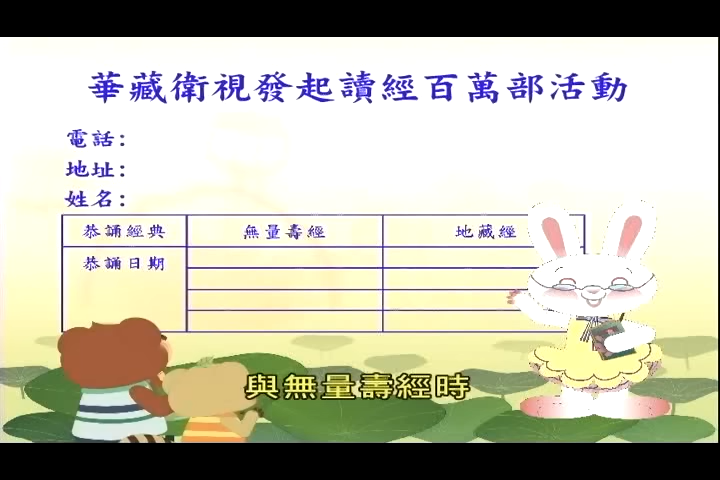 華藏衛視發起讀經百萬部活動
電話：
地址：
姓名：
恭誦經典 無量壽經 地藏經
恭誦日期
與無量壽經時